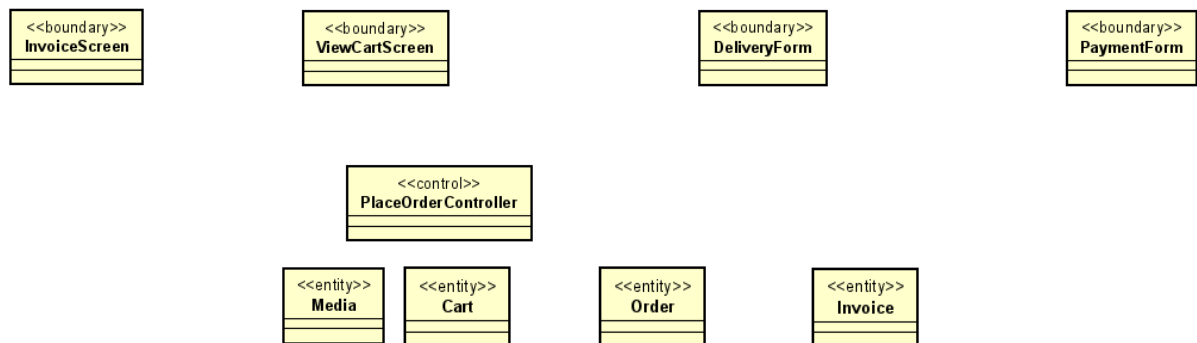 <<boundary>>
InvoiceScreen
<<boundary>>
ViewCartScreen
<<boundary>>
DeliveryForm
<<boundary>>
PaymentForm
<<control>>
PlaceOrderController
<<entity>>
Media
<<entity>>
Cart
<<entity>>
Order
<<entity>>
Invoice